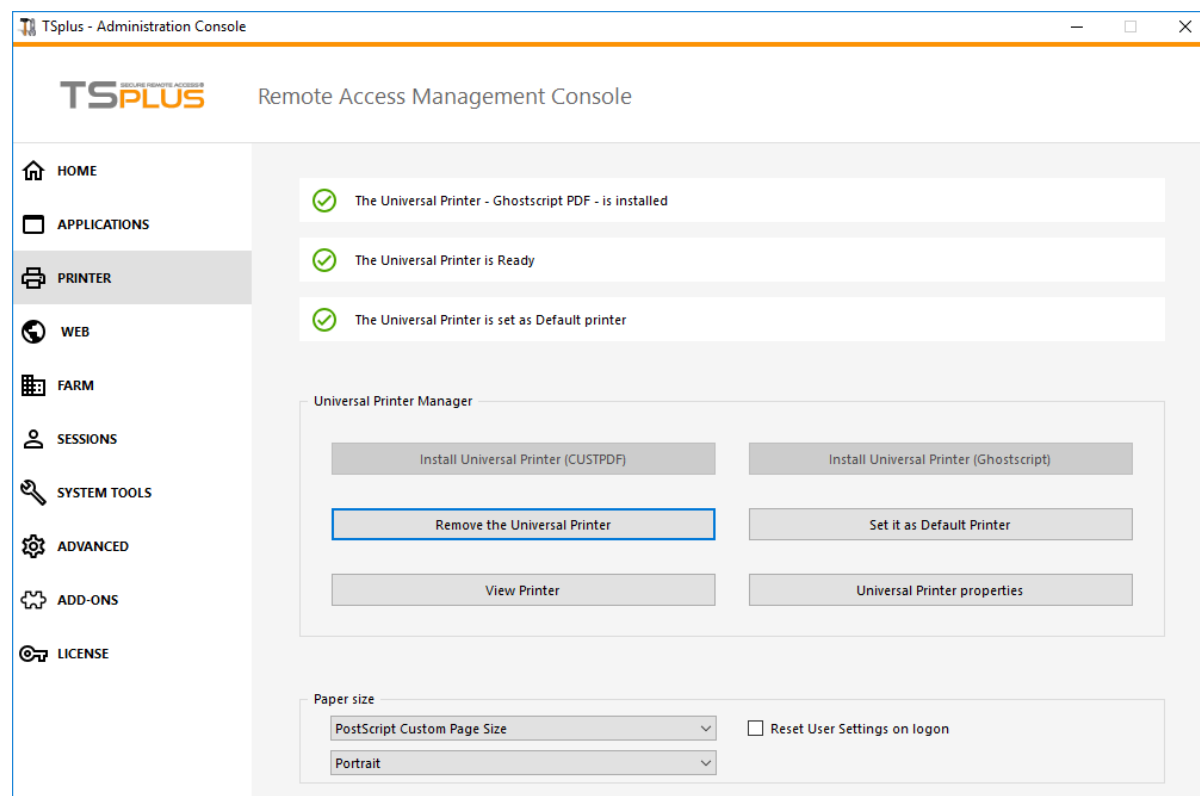 TSplus - Administration Console
TSPLUS SECURE REMOTE ACCESS®
Remote Access Management Console
HOME
APPLICATIONS
PRINTER
WEB
FARM
SESSIONS
SYSTEM TOOLS
ADVANCED
ADD-ONS
LICENSE
The Universal Printer - Ghostscript PDF - is installed
The Universal Printer is Ready
The Universal Printer is set as Default printer
Universal Printer Manager
Install Universal Printer (CUSTPDF) Install Universal Printer (Ghostscript)
Remove the Universal Printer Set it as Default Printer
View Printer Universal Printer properties
Paper size
PostScript Custom Page Size Reset User Settings on logon
Portrait